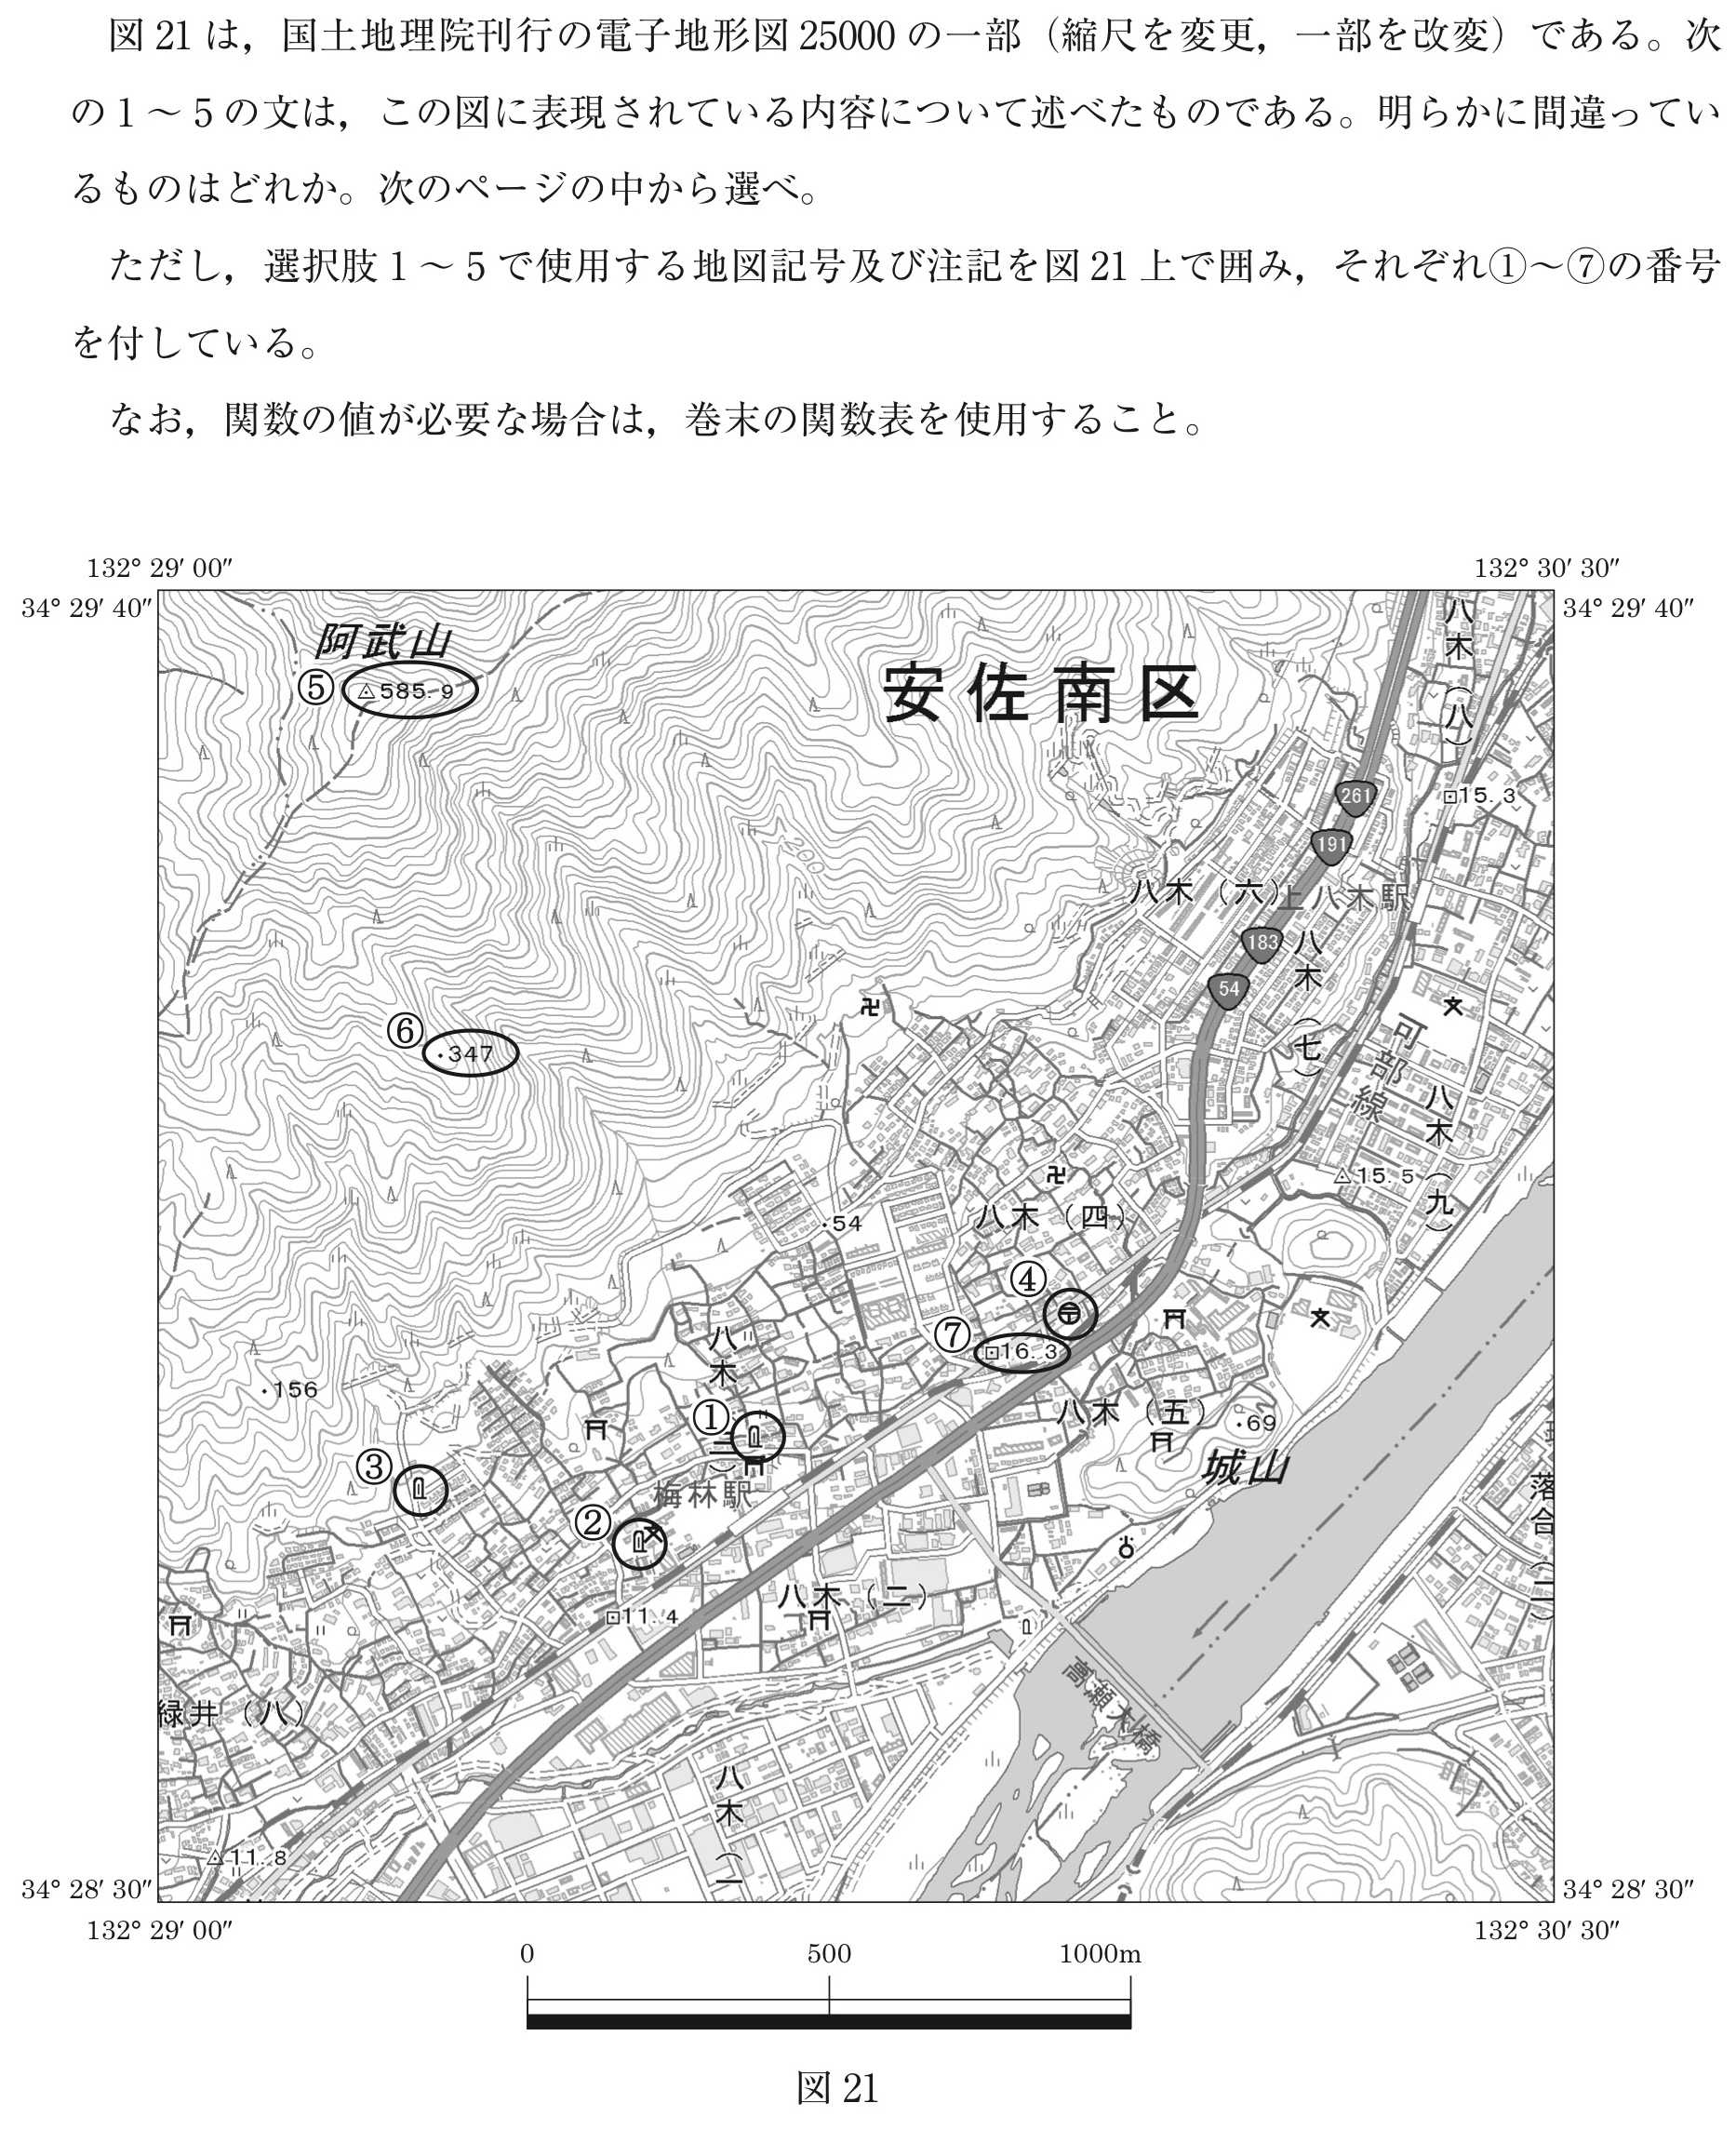 図 21 は，国土地理院刊行の電子地形図 25000 の一部（縮尺を変更，一部を改変）である。次
の 1 ～ 5 の文は，この図に表現されている内容について述べたものである。明らかに間違ってい
るものはどれか。次のページの中から選べ。
ただし，選択肢 1 ～ 5 で使用する地図記号及び注記を図 21 上で囲み，それぞれ①～⑦の番号
を付している。
なお，関数の値が必要な場合は，巻末の関数表を使用すること。
132° 29′ 00″
132° 30′ 30″
34° 29′ 40″
34° 29′ 40″
阿武山
⑤
585.9
安佐南区
八木（八）
261
15.3
191
八木（六）
上八木駅
183
八木（七）
54
200
⑥
347
可部線
八木（九）
15.5
54
八木（四）
④
⑦
16.3
八木
156
①
八木（五）
69
城山
③
梅林駅
②
落合（二）
八木（二）
11.4
高瀬大橋
緑井（八）
八木（一
11.8
34° 28′ 30″
34° 28′ 30″
132° 29′ 00″
132° 30′ 30″
0
500
1000m
図 21